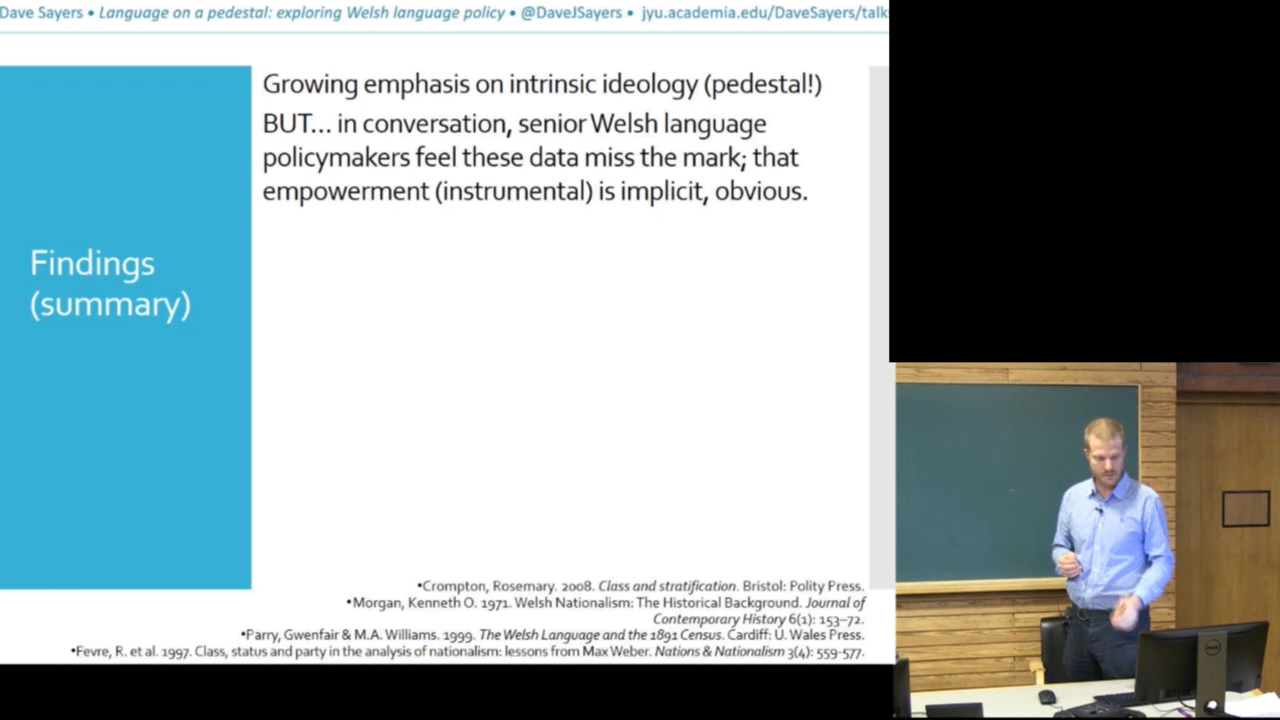 Dave Sayers • Language on a pedestal: exploring Welsh language policy • @DaveJSayers • jyu.academia.edu/DaveSayers/talk
Findings
(summary)
Growing emphasis on intrinsic ideology (pedestal!)
BUT... in conversation, senior Welsh language
policymakers feel these data miss the mark; that
empowerment (instrumental) is implicit, obvious.
•Crompton, Rosemary. 2008. Class and stratification. Bristol: Polity Press.
•Morgan, Kenneth O. 1971. Welsh Nationalism: The Historical Background. Journal of
Contemporary History 6(1): 153–72.
•Parry, Gwenfair & M.A. Williams. 1999. The Welsh Language and the 1891 Census. Cardiff: U. Wales Press.
•Fevre, R. et al. 1997. Class, status and party in the analysis of nationalism: lessons from Max Weber. Nations & Nationalism 3(4): 559-577.